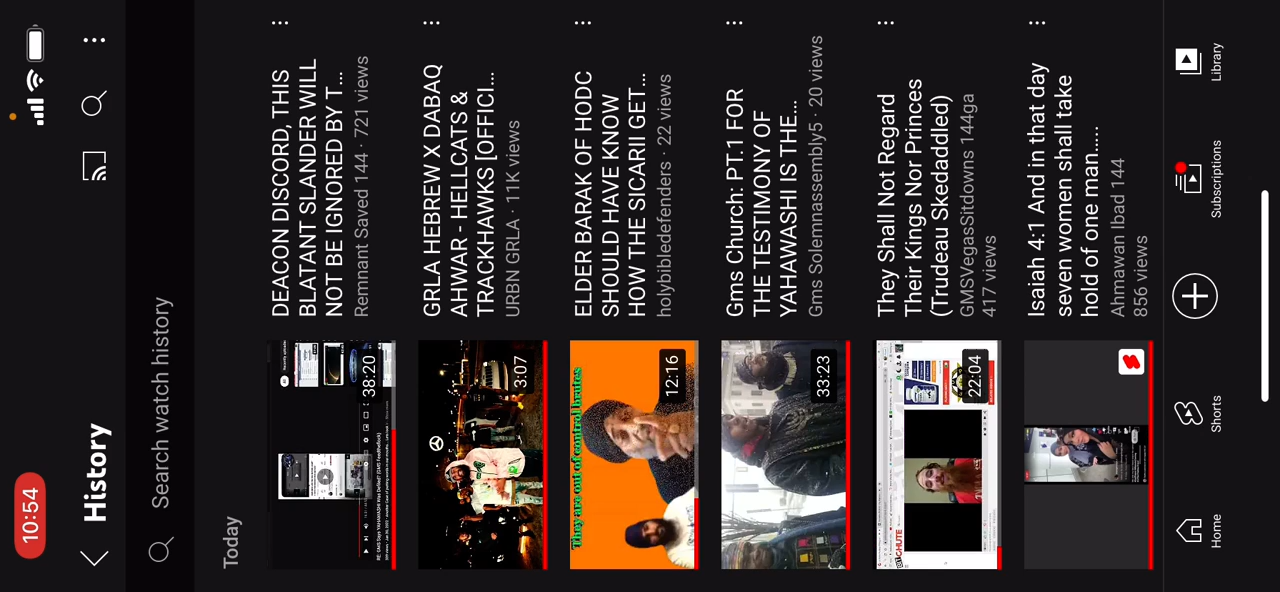 10:54
History
Search watch history
Today
38:20
DEACON DISCORD, THIS
BLATANT SLANDER WILL
NOT BE IGNORED BY T...
Remnant Saved 144 · 721 views
3:07
GRLA HEBREW X DABAQ
AHWAR - HELLCATS &
TRACKHAWKS [OFFICI...
URBN GRLA · 11K views
They are out of control brutes
12:16
ELDER BARAK OF HODC
SHOULD HAVE KNOW
HOW THE SICARII GET...
holybibledefenders · 22 views
33:23
Gms Church: PT.1 FOR
THE TESTIMONY OF
YAHAWASHI IS THE...
Gms Solemnassembly5 · 20 views
22:04
They Shall Not Regard
Their Kings Nor Princes
(Trudeau Skedaddled)
GMSVegasSitdowns 144ga
417 views
Isaiah 4:1 And in that day
seven women shall take
hold of one man.....
Ahmawan Ibad 144
856 views
Home
Shorts
Subscriptions
Library